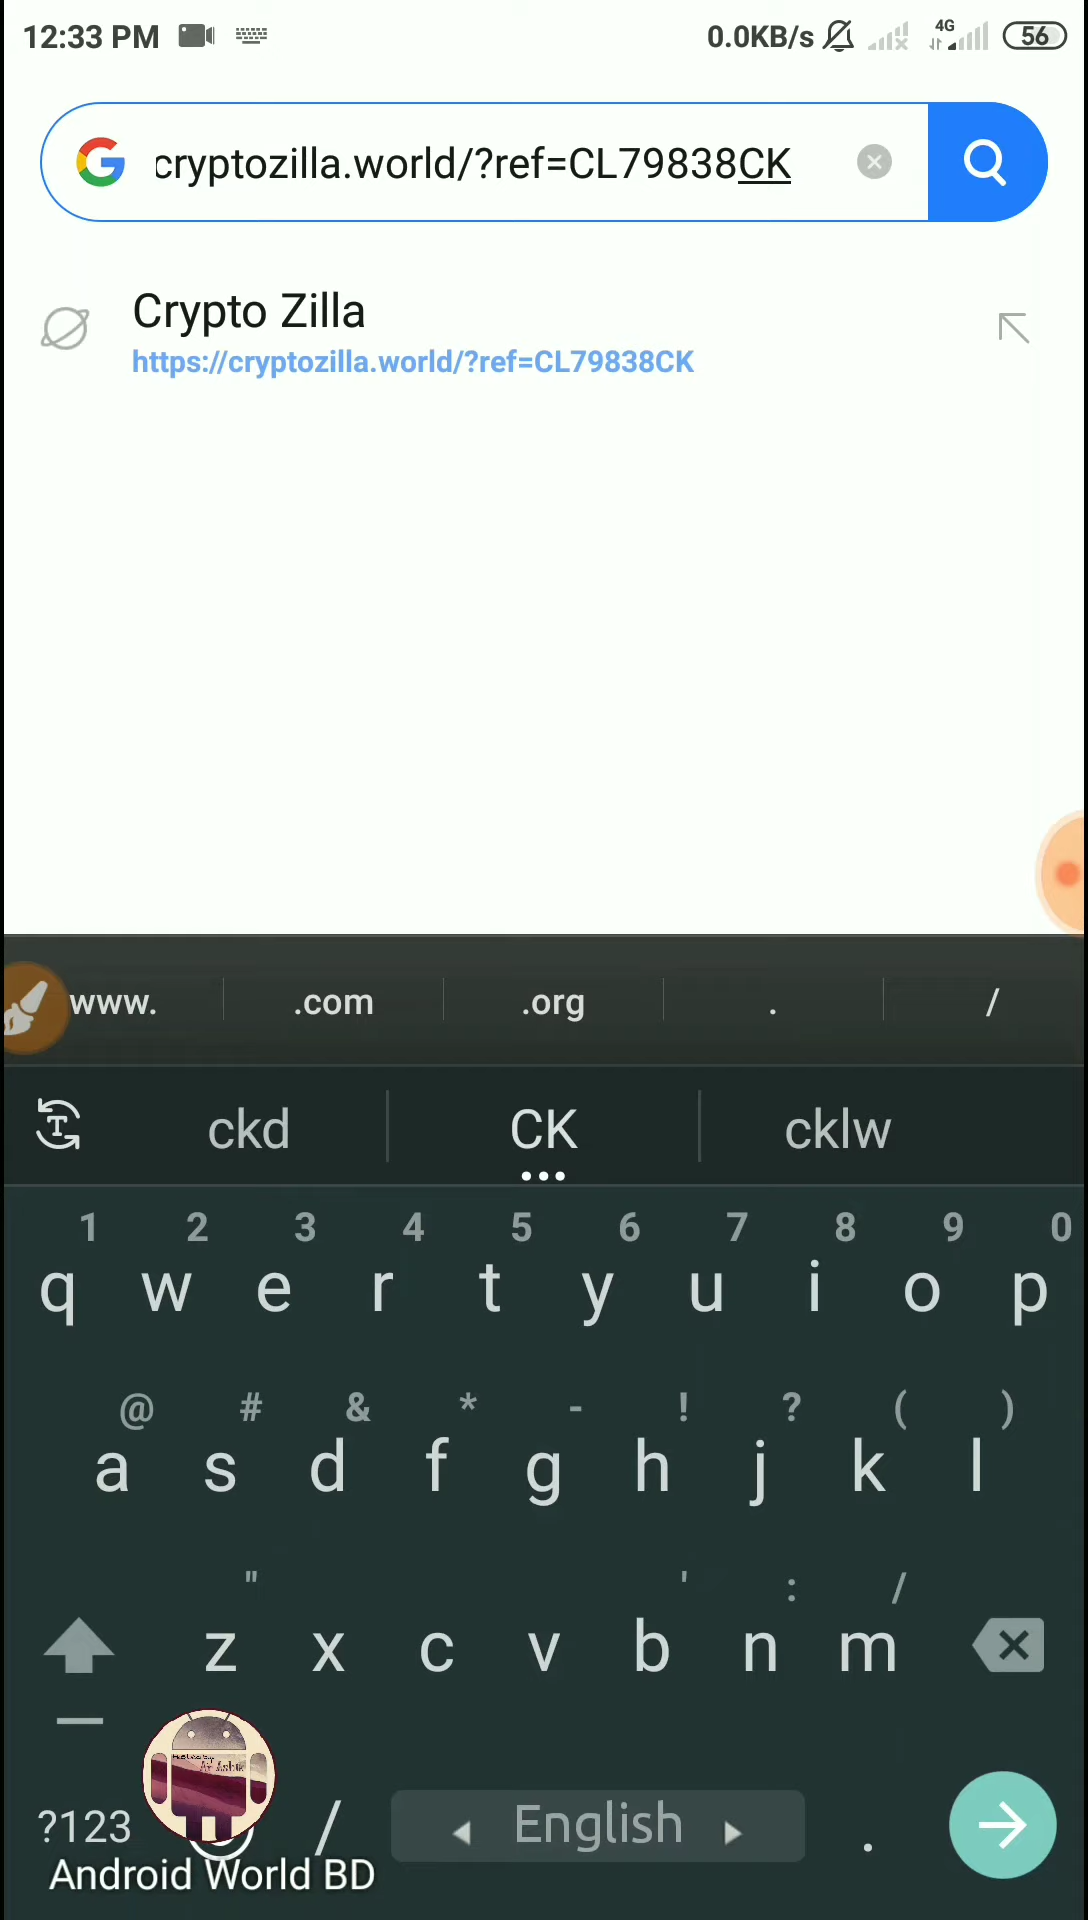 12:33 PM 0.0KB/s 4G 56
cryptozilla.world/?ref=CL79838CK
Crypto Zilla
https://cryptozilla.world/?ref=CL79838CK
www. .com .org . /
ckd CK cklw
1 2 3 4 5 6 7 8 9 0
q w e r t y u i o p
@ # & * - ! ? ( )
a s d f g h j k l
" ' : /
z x c v b n m
?123 / English .
Android World BD